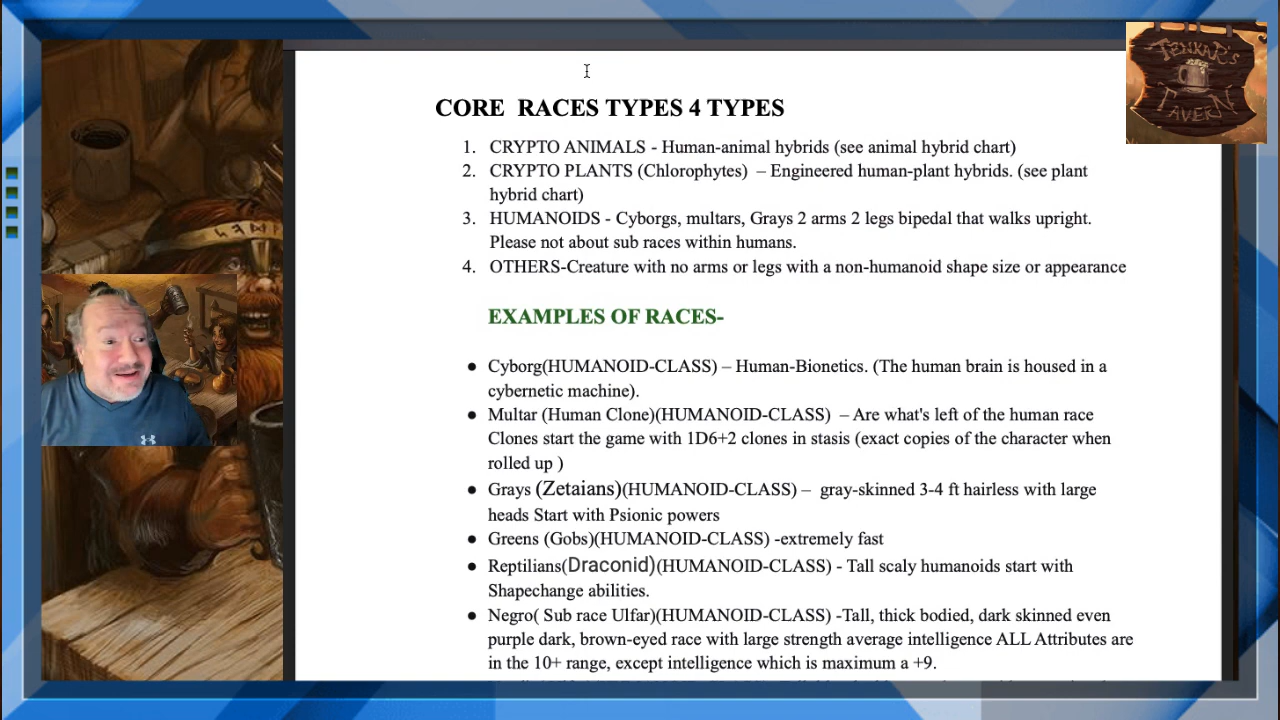 TENKAR'S
TAVERN
CORE RACES TYPES 4 TYPES
1. CRYPTO ANIMALS - Human-animal hybrids (see animal hybrid chart)
2. CRYPTO PLANTS (Chlorophytes) – Engineered human-plant hybrids. (see plant
hybrid chart)
3. HUMANOIDS - Cyborgs, multars, Grays 2 arms 2 legs bipedal that walks upright.
Please not about sub races within humans.
4. OTHERS-Creature with no arms or legs with a non-humanoid shape size or appearance
EXAMPLES OF RACES-
● Cyborg(HUMANOID-CLASS) – Human-Bionetics. (The human brain is housed in a
cybernetic machine).
● Multar (Human Clone)(HUMANOID-CLASS) – Are what's left of the human race
Clones start the game with 1D6+2 clones in stasis (exact copies of the character when
rolled up )
● Grays (Zetaians)(HUMANOID-CLASS) – gray-skinned 3-4 ft hairless with large
heads Start with Psionic powers
● Greens (Gobs)(HUMANOID-CLASS) -extremely fast
● Reptilians(Draconid)(HUMANOID-CLASS) - Tall scaly humanoids start with
Shapechange abilities.
● Negro( Sub race Ulfar)(HUMANOID-CLASS) -Tall, thick bodied, dark skinned even
purple dark, brown-eyed race with large strength average intelligence ALL Attributes are
in the 10+ range, except intelligence which is maximum a +9.